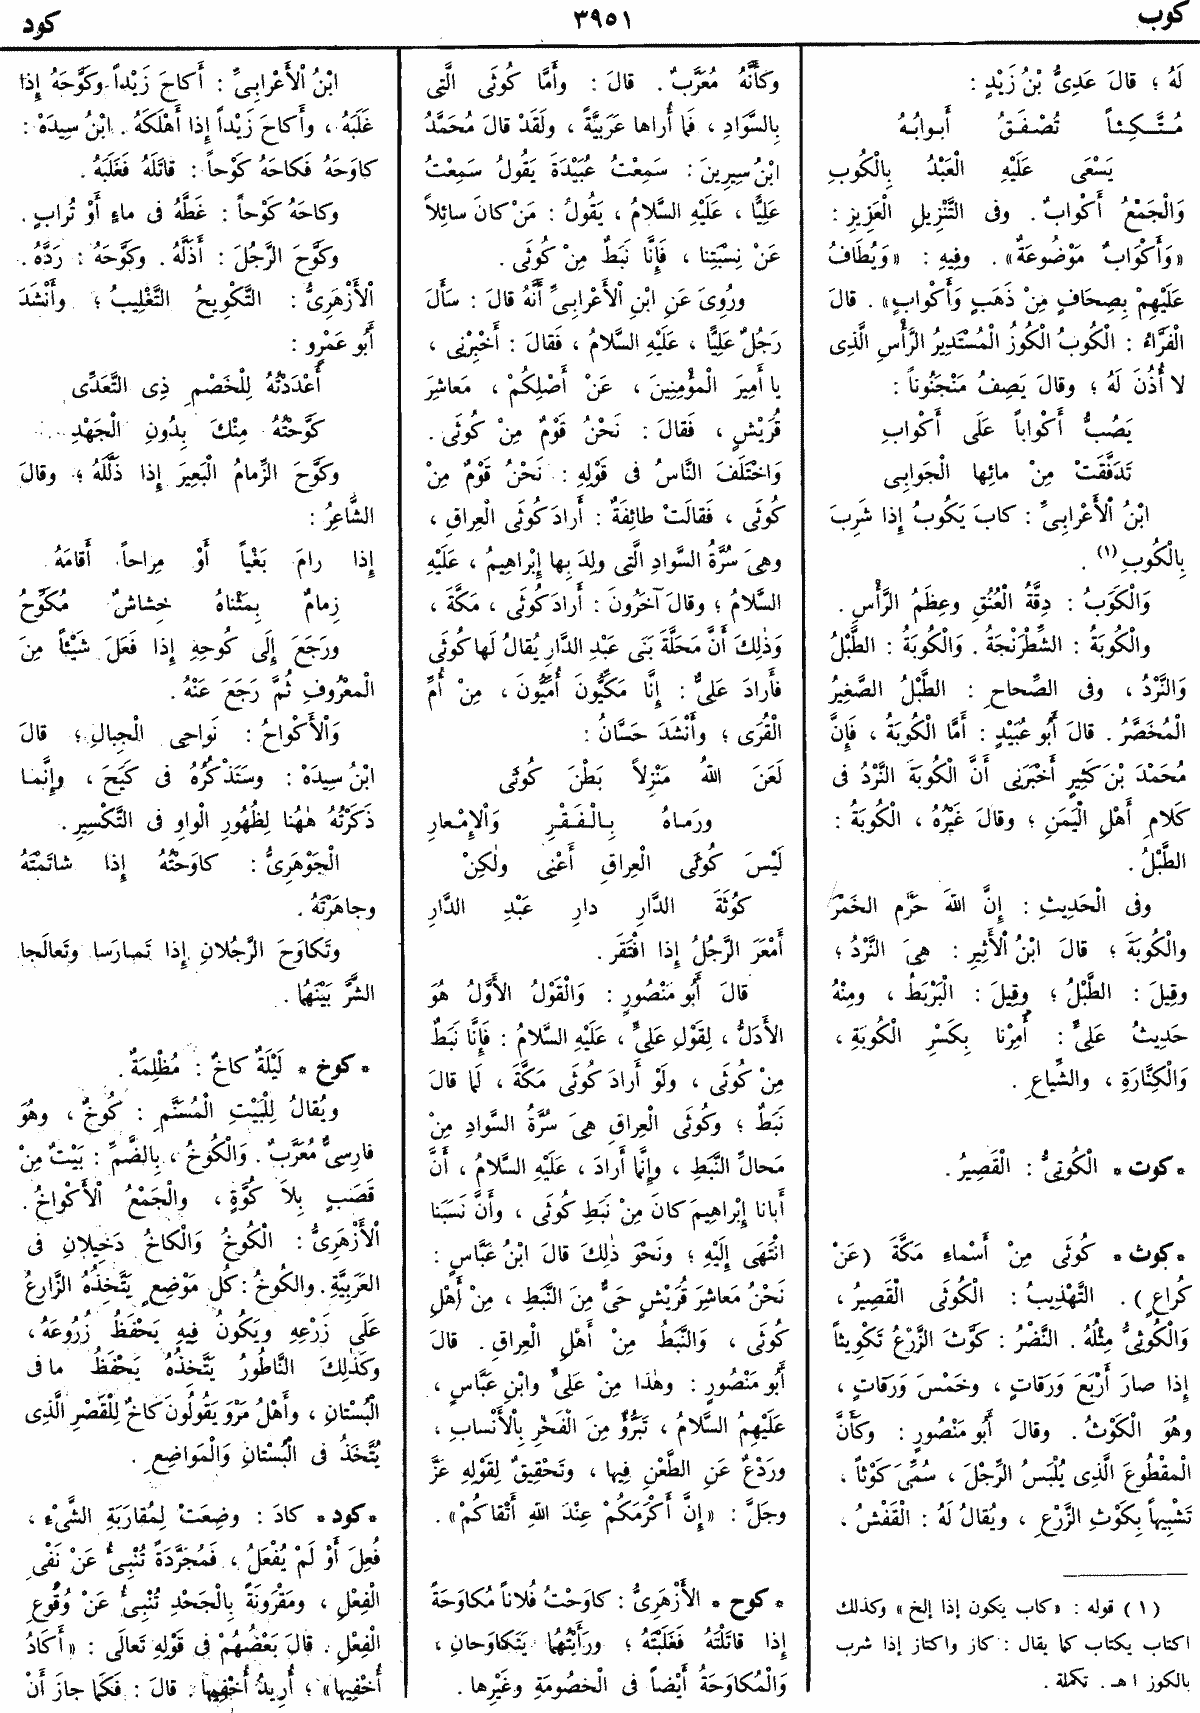 كوب
٣٩٥١
كود
لَهُ ؛ قالَ عَدِيُّ بْنُ زَيْدٍ :
مُتَّكِئاً تُصْفَقُ أَبوابُهُ
يَسْعَى عَلَيْهِ الْعَبْدُ بِالْكُوبِ
وَالْجَمْعُ أَكْوابٌ . وفى التَّنْزِيلِ الْعَزِيزِ :
« وَأَكْوَابٌ مَوْضُوعَةٌ » . وفِيهِ : « وَيُطَافُ
عَلَيْهِمْ بِصِحَافٍ مِنْ ذَهَبٍ وَأَكْوابٍ » . قالَ
الْفَرَّاءُ : الْكُوبُ الْكُوزُ الْمُسْتَدِيرُ الرَّأْسِ الَّذِى
لا أُذُنَ لَهُ ؛ وقالَ يَصِفُ مَنْجَنُوناً :
يَصُبُّ أَكْواباً عَلَى أَكْوابِ
تَدَفَّقَتْ مِنْ مائِها الْجَوابِى
ابْنُ الْأَعْرابِىِّ : كابَ يَكُوبُ إِذا شَرِبَ
بِالْكُوبِ (١) .
وَالْكَوَبُ : دِقَّةُ الْعُنُقِ وعِظَمُ الرَّأْسِ .
والْكُوبَةُ : الشَّطْرَنْجَةُ . وَالْكُوبَةُ : الطَّبْلُ
وَالنَّرْدُ ، وفى الصِّحاحِ : الطَّبْلُ الصَّغِيرُ
الْمُخَصَّرُ . قالَ أَبُو عُبَيْدٍ : أَمَّا الْكُوبَةُ ، فَإِنَّ
مُحَمَّدَ بْنَ كَثِيرٍ أَخْبَرَنِى أَنَّ الْكُوبَةَ النَّرْدُ فى
كَلامِ أَهْلِ الْيَمَنِ ؛ وقالَ غَيْرُهُ ، الْكُوبَةُ :
الطَّبْلُ .
وفى الْحَدِيثِ : إِنَّ اللهَ حَرَّمَ الخَمْرَ
والْكُوبَةَ ؛ قالَ ابْنُ الْأَثِيرِ : هِىَ النَّرْدُ ؛
وقِيلَ : الطَّبْلُ ؛ وقِيلَ : الْبَرْبَطُ ، ومِنْهُ
حَدِيثُ عَلِىٍّ : أُمِرْنا بِكَسْرِ الْكُوبَةِ ،
وَالْكِنَّارَةِ ، والشِّياعِ .
* كوت * الْكُوتِىُّ : الْقَصِيرُ .
* كوث * كُوثَى مِنْ أَسْماءِ مَكَّةَ ( عَنْ
كُراعٍ ) . التَّهْذِيبُ : الْكُوثَى الْقَصِيرُ ،
وَالْكُوتِىُّ مِثْلُهُ . النَّضْرُ : كَوَّثَ الزَّرْعُ تَكْوِيثاً
إِذا صارَ أَرْبَعَ وَرَقاتٍ ، وخَمْسَ وَرَقاتٍ ،
وهُوَ الْكَوْثُ . وقالَ أَبُو مَنْصُورٍ : وكَأَنَّ
الْمَقْطُوعَ الَّذِى يُلْبَسُ الرِّجْلَ ، سُمِّىَ كَوْثاً ،
تَشْبِيهاً بِكَوْثِ الزَّرْعِ ، ويُقالُ لَهُ : الْقَفْشُ ،
( ١ ) قوله : « كاب يكون إذا إلخ » وكذلك
اكتاب يكتاب كما يقال : كاز واكتاز إذا شرب
بالكوز ا هـ . تكملة .
وكَأَنَّهُ مُعَرَّبٌ . قالَ : وأَمَّا كُوثَى الَّتِى
بِالسَّوَادِ ، فَما أُراها عَرَبِيَّةً ، ولَقَدْ قالَ مُحَمَّدُ
ابْنُ سِيرِينَ : سَمِعْتُ عُبَيْدَةَ يَقُولُ سَمِعْتُ
عَلِيًّا ، عَلَيْهِ السَّلامُ ، يَقُولُ : مَنْ كانَ سائِلاً
عَنْ نِسْبَتِنا ، فَإِنَّا نَبَطٌ مِنْ كُوثَى .
ورُوِىَ عَنِ ابْنِ الْأَعْرابِىِّ أَنَّهُ قالَ : سَأَلَ
رَجُلٌ عَلِيًّا ، عَلَيْهِ السَّلامُ ، فَقالَ : أَخْبِرْنِى ،
يا أَمِيرَ الْمُؤْمِنِينَ ، عَنْ أَصْلِكُمْ ، مَعاشِرَ
قُرَيْشٍ ، فَقالَ : نَحْنُ قَوْمٌ مِنْ كُوثَى .
وَاخْتَلَفَ النَّاسُ فى قَوْلِهِ : نَحْنُ قَوْمٌ مِنْ
كُوثَى ، فَقالَتْ طائِفَةٌ : أَرادَ كُوثَى الْعِراقِ ،
وهِىَ سُرَّةُ السَّوادِ الَّتِى وُلِدَ بِها إِبْراهِيمُ ، عَلَيْهِ
السَّلامُ ؛ وقالَ آخَرُونَ : أَرادَ كُوثَى ، مَكَّةَ ،
وَذٰلِكَ أَنَّ مَحَلَّةَ بَنِى عَبْدِ الدَّارِ يُقالُ لَها كُوثَى
فأَرادَ عَلِىٌّ : إِنَّا مَكِّيُّونَ أُمِّيُّونَ ، مِنْ أُمِّ
الْقُرَى ؛ وأَنْشَدَ حَسَّانُ :
لَعَنَ اللهُ مَنْزِلاً بَطْنَ كُوثَى
ورَماهُ بِالْفَقْرِ وَالْإِمْعارِ
لَيْسَ كُوثَى الْعِراقِ أَعْنِى ولٰكِنْ
كُوثَةَ الدَّارِ دارِ عَبْدِ الدَّارِ
أَمْعَرَ الرَّجُلُ إِذا افْتَقَرَ .
قالَ أَبُو مَنْصُورٍ : وَالْقَوْلُ الأَوَّلُ هُوَ
الأَدَلُّ ، لِقَوْلِ عَلِىٍّ ، عَلَيْهِ السَّلامُ : فَإِنَّا نَبَطٌ
مِنْ كُوثَى ، ولَوْ أَرادَ كُوثَى مَكَّةَ ، لَما قالَ
نَبَطٌ ؛ وكُوثَى الْعِراقِ هِىَ سُرَّةُ السَّوادِ مِنْ
مَحالِّ النَّبَطِ ، وإِنَّما أَرادَ ، عَلَيْهِ السَّلامُ ، أَنَّ
أَبانا إِبْراهِيمَ كانَ مِنْ نَبَطِ كُوثَى ، وأَنَّ نَسَبَنا
انْتَهَى إِلَيْهِ ؛ ونَحْوَ ذٰلِكَ قالَ ابْنُ عَبَّاسٍ :
نَحْنُ مَعاشِرَ قُرَيْشٍ حَىٌّ مِنَ النَّبَطِ ، مِنْ أَهْلِ
كُوثَى ، وَالنَّبَطُ مِنْ أَهْلِ الْعِراقِ . قالَ
أَبُو مَنْصُورٍ : وهٰذا مِنْ عَلِىٍّ وابْنِ عَبَّاسٍ ،
عَلَيْهِمُ السَّلامُ ، تَبَرُّؤٌ مِنَ الْفَخْرِ بِالْأَنْسابِ ،
ورَدْعٌ عَنِ الطَّعْنِ فِيها ، وتَحْقِيقٌ لِقَوْلِهِ عَزَّ
وجَلَّ : « إِنَّ أَكْرَمَكُمْ عِنْدَ اللهِ أَتْقاكُمْ » .
* كوح * الأَزْهَرِىُّ : كاوَحْتُ فُلاناً مُكاوَحَةً
إِذا قاتَلْتَهُ فَغَلَبْتَهُ ؛ ورَأَيْتُهُما يَتَكاوَحانِ ،
وَالْمُكاوَحَةُ أَيْضاً فى الْخصُومَةِ وغَيْرِها .
ابْنُ الْأَعْرابِىِّ : أَكاحَ زَيْداً وكَوَّحَهُ إِذا
غَلَبَهُ ، وأَكاحَ زَيْداً إِذا أَهْلَكَهُ . ابْنُ سِيدَهْ :
كاوَحَهُ فَكاحَهُ كَوْحاً : قاتَلَهُ فَغَلَبَهُ .
وكاحَهُ كَوْحاً : غَطَّهُ فى ماءٍ أَوْ تُرابٍ .
وكَوَّحَ الرَّجُلَ : أَذَلَّهُ . وكَوَّحَهُ : رَدَّهُ .
الْأَزْهَرِىُّ : التَّكْوِيحُ التَّغْلِيبُ ؛ وأَنْشَدَ
أَبُو عَمْرٍو :
أَعْدَدْتُهُ لِلْخَصْمِ ذِى التَّعَدِّى
كَوَّحْتُهُ مِنْكَ بِدُونِ الْجَهْدِ
وكَوَّحَ الزِّمامُ الْبَعِيرَ إِذا ذَلَّلَهُ ؛ وقالَ
الشَّاعِرُ :
إِذا رامَ بَغْياً أَوْ مِراحاً أَقامَهُ
زِمامٌ بِمَثْناهُ خِشاشٌ مُكَوِّحُ
ورَجَعَ إِلَى كُوحِهِ إِذا فَعَلَ شَيْئاً مِنَ
الْمَعْرُوفِ ثُمَّ رَجَعَ عَنْهُ .
وَالْأَكْواحُ : نَواحِى الْجِبالِ ؛ قالَ
ابْنُ سِيدَهْ : وسَنَذْكُرُهُ فى كَيَحَ ، وإِنَّما
ذَكَرْتُهُ هٰهُنا لِظُهُورِ الْواوِ فى التَّكْسِيرِ .
الْجَوْهَرِىُّ : كاوَحْتُهُ إِذا شاتَمْتَهُ
وجاهَرْتَهُ .
وتَكاوَحَ الرَّجُلانِ إِذا تَمارَسا وتَعالَجا
الشَّرَّ بَيْنَهُما .
* كوخ * لَيْلَةٌ كاخٌ : مُظْلِمَةٌ .
ويُقالُ لِلْبَيْتِ الْمُسَنَّمِ : كُوخٌ ، وهُوَ
فارِسِىٌّ مُعَرَّبٌ . وَالْكُوخُ ، بِالضَّمِّ : بَيْتٌ مِنْ
قَصَبٍ بِلاَ كُوَّةٍ ، والْجَمْعُ الْأَكْواخُ .
الْأَزْهَرِىُّ : الْكُوخُ وَالْكاخُ دَخِيلانِ فى
العَرَبِيَّةِ . والكُوخُ : كُلُّ مَوْضِعٍ يَتَّخِذُهُ الزَّارِعُ
عَلَى زَرْعِهِ ويَكُونُ فِيهِ يَحْفَظُ زُرُوعَهُ ،
وكَذٰلِكَ النَّاطُورُ يَتَّخِذُهُ يَحْفَظُ ما فى
الْبُسْتانِ ، وأَهْلُ مَرْوَ يَقُولُونَ كاخٌ لِلْقَصْرِ الَّذِى
يُتَّخَذُ فى الْبُسْتانِ وَالْمَواضِعِ .
* كود * كادَ : وضِعَتْ لِمُقارَبَةِ الشَّىْءِ ،
فُعِلَ أَوْ لَمْ يُفْعَلْ ، فَمُجَرَّدَةً تُنْبِئُ عَنْ نَفْىِ
الْفِعْلِ ، ومَقْرُونَةً بِالْجَحْدِ تُنْبِئُ عَنْ وُقُوعِ
الْفِعْلِ . قالَ بَعْضُهُمْ فى قَوْلِهِ تَعالَى : « أَكادُ
أُخْفِيها » ؛ أُرِيدُ أُخْفِيها . قالَ : فَكَما جازَ أَنْ